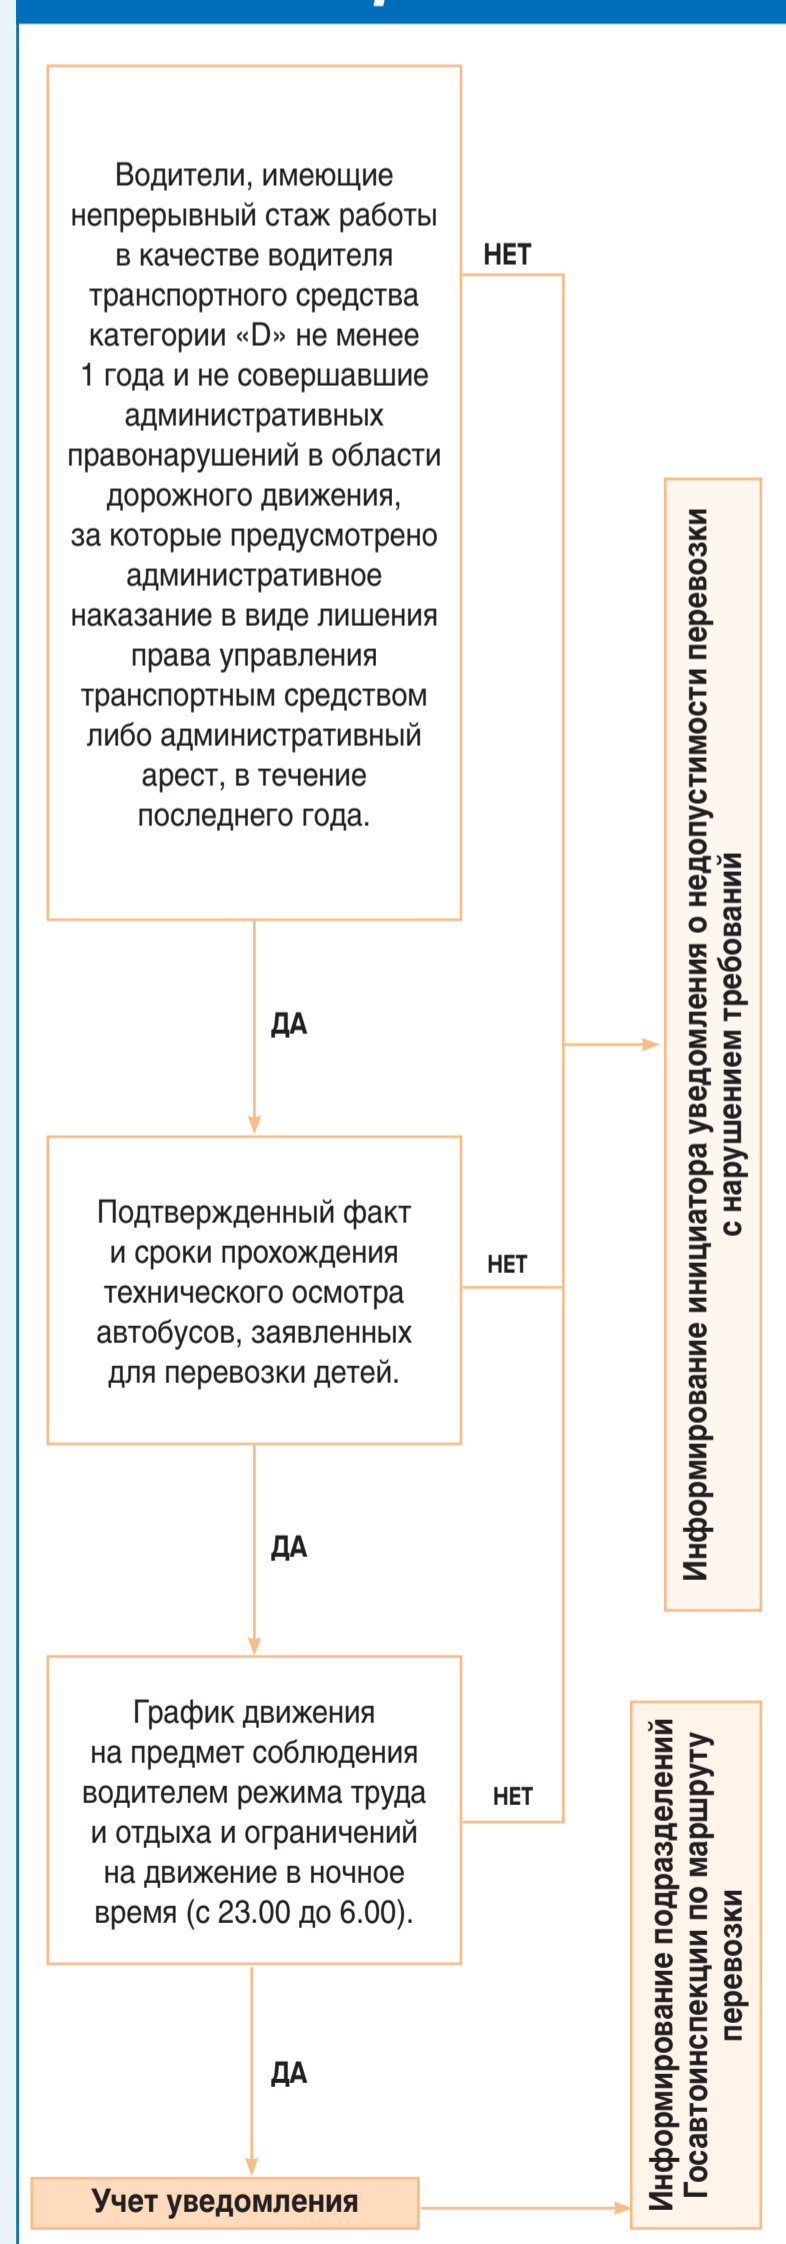 Водители, имеющие
непрерывный стаж работы
в качестве водителя
транспортного средства
категории «D» не менее
1 года и не совершавшие
административных
правонарушений в области
дорожного движения,
за которые предусмотрено
административное
наказание в виде лишения
права управления
транспортным средством
либо административный
арест, в течение
последнего года.
НЕТ
ДА
Подтвержденный факт
и сроки прохождения
технического осмотра
автобусов, заявленных
для перевозки детей.
НЕТ
ДА
График движения
на предмет соблюдения
водителем режима труда
и отдыха и ограничений
на движение в ночное
время (с 23.00 до 6.00).
НЕТ
ДА
Учет уведомления
Информирование инициатора уведомления о недопустимости перевозки
с нарушением требований
Информирование подразделений
Госавтоинспекции по маршруту
перевозки